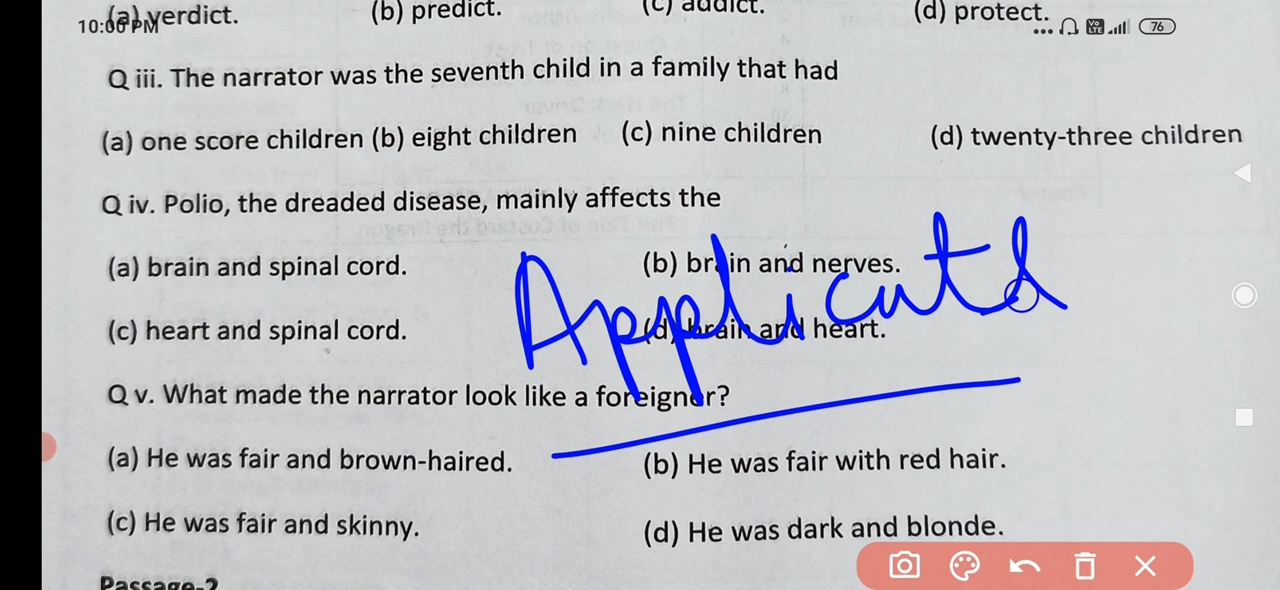 (a) verdict. (b) predict. (c) addict. (d) protect.
10:06 PM 76
Q iii. The narrator was the seventh child in a family that had
(a) one score children (b) eight children (c) nine children (d) twenty-three children
Q iv. Polio, the dreaded disease, mainly affects the
(a) brain and spinal cord. (b) brain and nerves.
(c) heart and spinal cord. (d) brain and heart.
Q v. What made the narrator look like a foreigner?
(a) He was fair and brown-haired. (b) He was fair with red hair.
(c) He was fair and skinny. (d) He was dark and blonde.
Passage-2